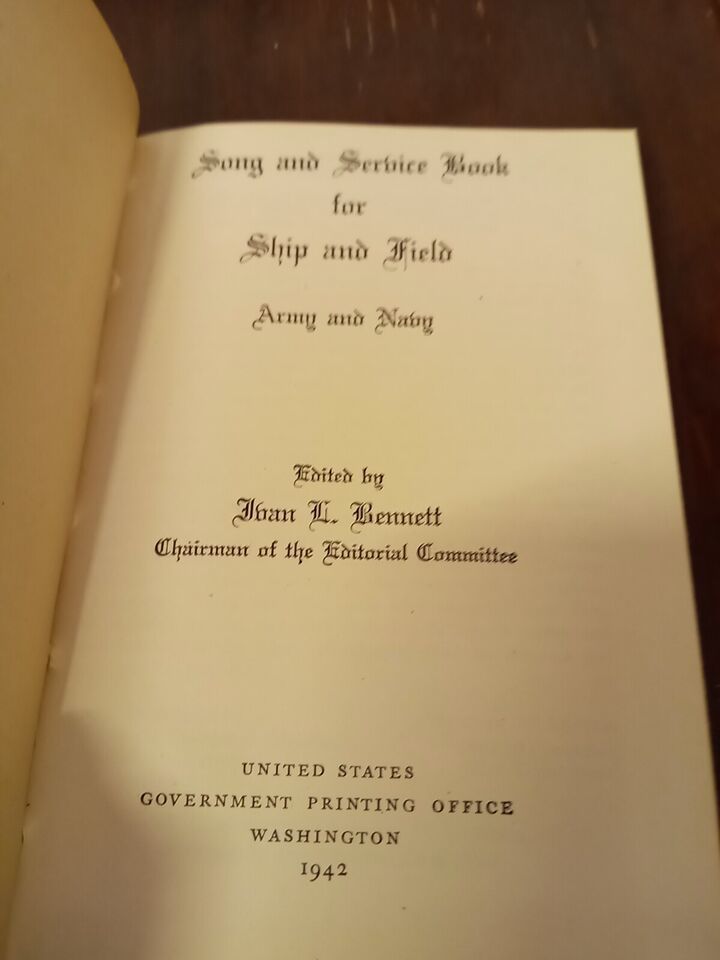 Song and Service Book
for
Ship and Field
Army and Navy
Edited by
Ivan L. Bennett
Chairman of the Editorial Committee
UNITED STATES
GOVERNMENT PRINTING OFFICE
WASHINGTON
1942